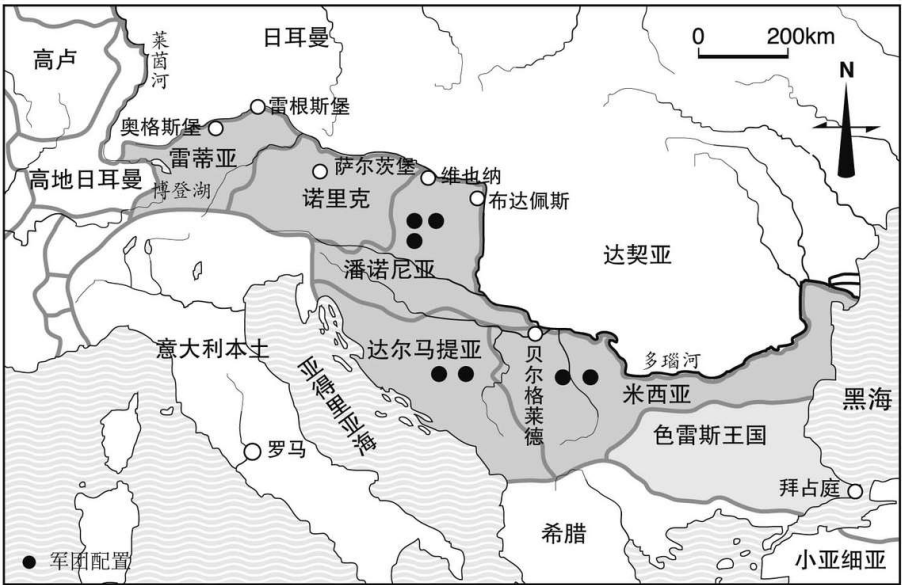 日耳曼
0 200km
高卢
莱茵河
N
雷根斯堡
奥格斯堡
雷蒂亚
萨尔茨堡
维也纳
高地日耳曼
博登湖
诺里克
布达佩斯
达契亚
潘诺尼亚
意大利本土
达尔马提亚
多瑙河
贝尔格莱德
米西亚
黑海
亚得里亚海
色雷斯王国
罗马
拜占庭
希腊
军团配置
小亚细亚